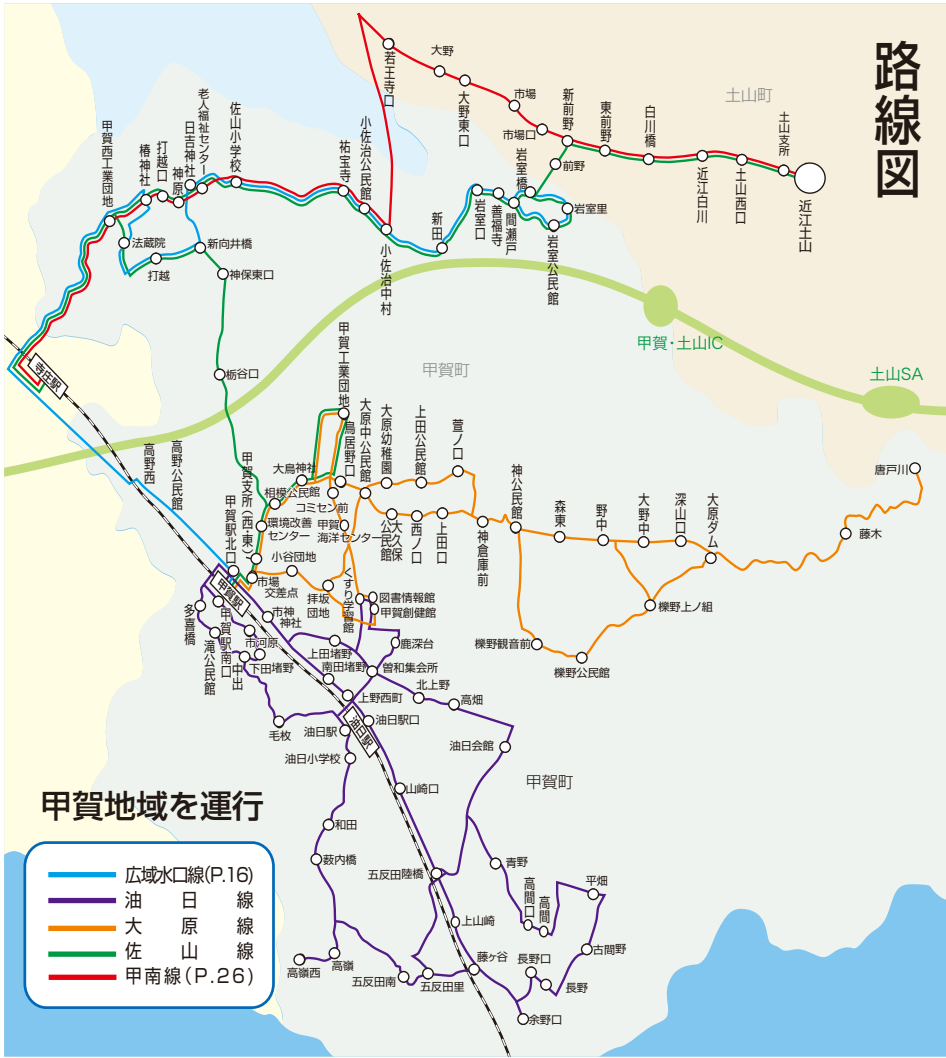 路線図
土山町
若王寺口
大野
大野東口
市場
市場口
新前野
東前野
白川橋
近江白川
土山西口
土山支所
近江土山
前野
岩室橋
岩室里
岩室公民館
間瀬戸
善福寺
岩室口
新田
小佐治中村
小佐治公民館
祐宝寺
佐山小学校
老人福祉センター
日吉神社
神原
打越口
椿神社
甲賀西工業団地
法蔵院
打越
新向井橋
神保東口
栃谷口
寺庄駅
甲賀・土山IC
土山SA
甲賀町
高野西
高野公民館
甲賀工業団地
鳥居野口
大原中公民館
大原幼稚園
上田公民館
萱ノ口
大鳥神社
相模公民館
コミセン前
甲賀
海洋センター
大久保
公民館
西ノ口
上田口
神倉庫前
神公民館
森東
野中
大野中
深山口
大原ダム
唐戸川
藤木
櫟野上ノ組
櫟野観音前
櫟野公民館
甲賀支所(西・東)
環境改善
センター
甲賀駅北口
小谷団地
市場
交差点
拝坂
団地
くすり学習館
図書情報館
甲賀創健館
甲賀駅
市神
神社
多喜橋
甲賀駅南口
滝公民館
市河原
中出
下田堵野
上田堵野
南田堵野
鹿深台
曽和集会所
北上野
高畑
上野西町
毛枚
油日駅
油日駅
油日駅口
油日会館
油日小学校
甲賀町
山崎口
和田
薮内橋
五反田陸橋
青野
高間口
高間
平畑
上山崎
古間野
高嶺西
高嶺
五反田南
五反田里
藤ヶ谷
長野口
長野
余野口
甲賀地域を運行
広域水口線(P.16)
油日線
大原線
佐山線
甲南線(P.26)